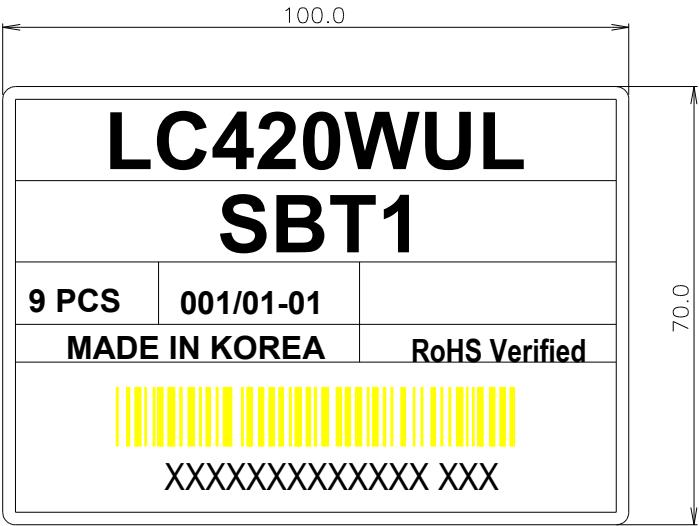 100.0
LC420WUL
SBT1
9 PCS 001/01-01
70.0
MADE IN KOREA RoHS Verified
XXXXXXXXXXXXX XXX